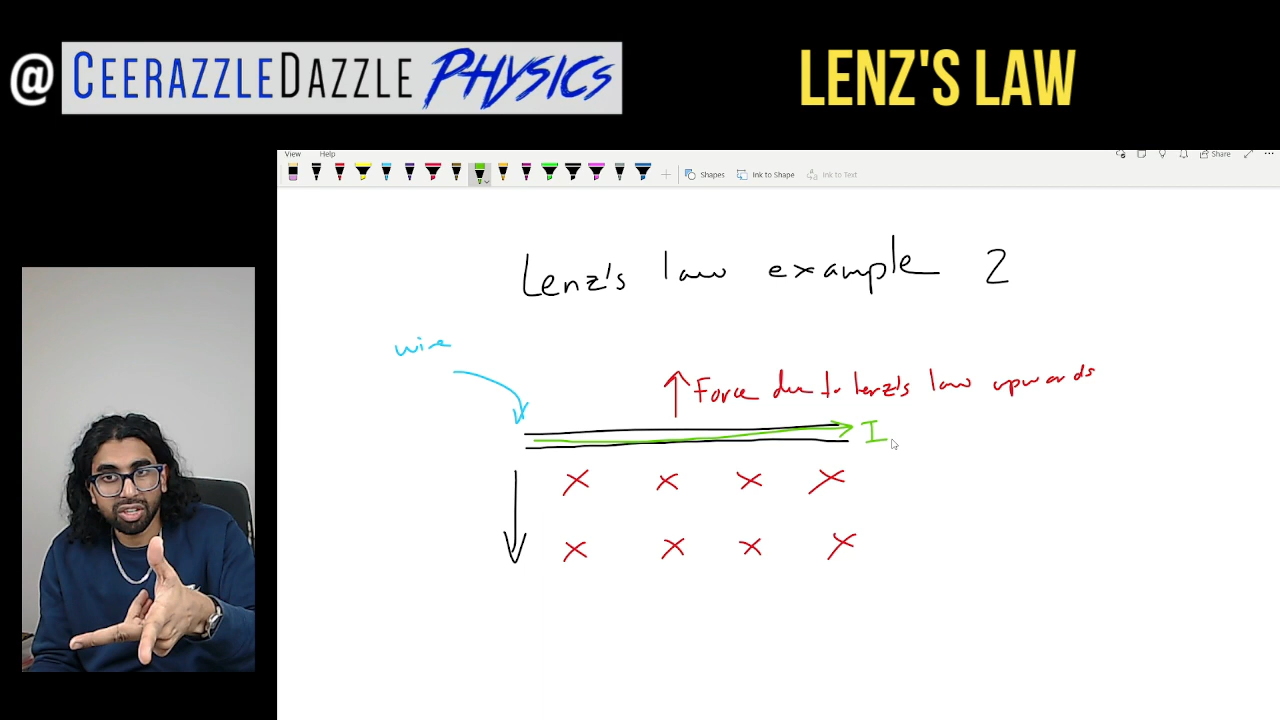 @ CEERAZZLEDAZZLE PHYSICS
LENZ'S LAW
View Help
Share
Shapes Ink to Shape Ink to Text
Lenz's law example 2
wire
Force due to Lenz's law upwards
I
x x x x
x x x x